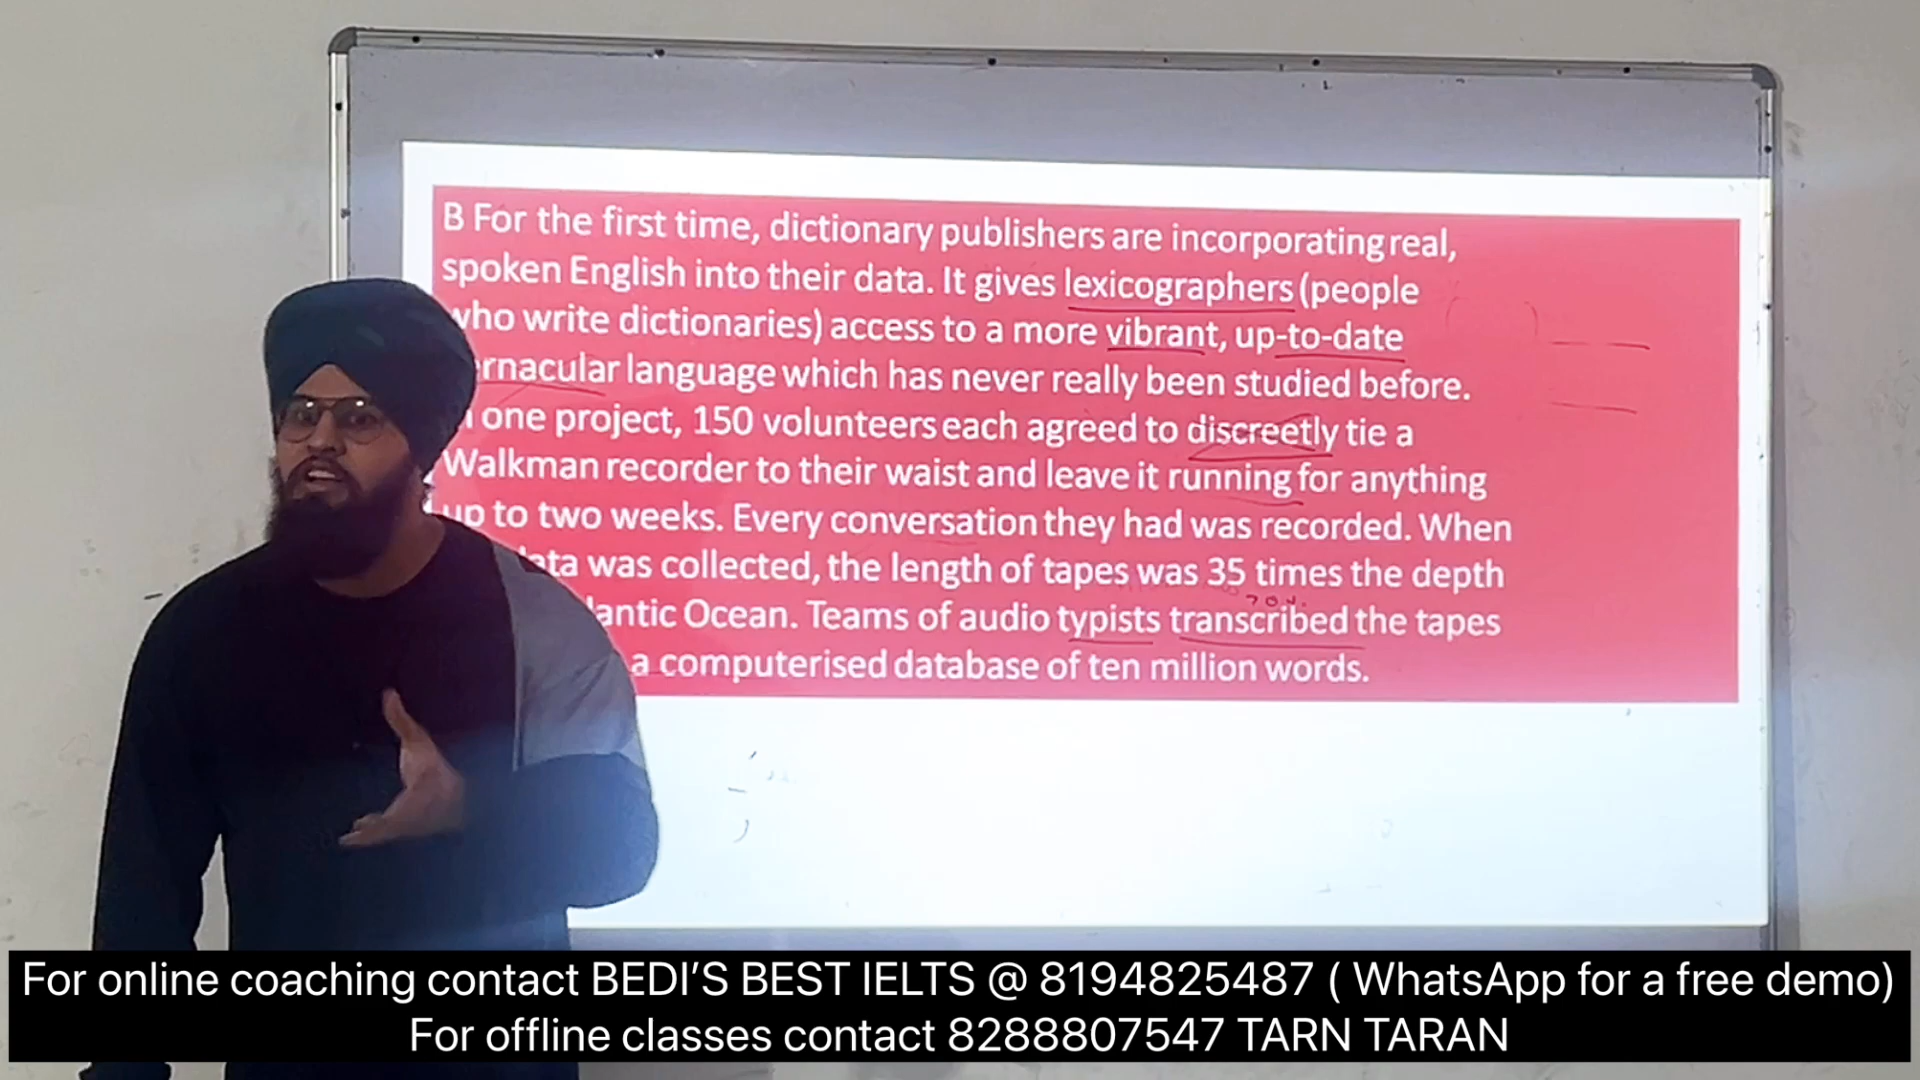 B For the first time, dictionary publishers are incorporating real,
spoken English into their data. It gives lexicographers (people
who write dictionaries) access to a more vibrant, up-to-date
ernacular language which has never really been studied before.
one project, 150 volunteers each agreed to discreetly tie a
Walkman recorder to their waist and leave it running for anything
up to two weeks. Every conversation they had was recorded. When
ata was collected, the length of tapes was 35 times the depth
lantic Ocean. Teams of audio typists transcribed the tapes
a computerised database of ten million words.
For online coaching contact BEDI'S BEST IELTS @ 8194825487 ( WhatsApp for a free demo)
For offline classes contact 8288807547 TARN TARAN